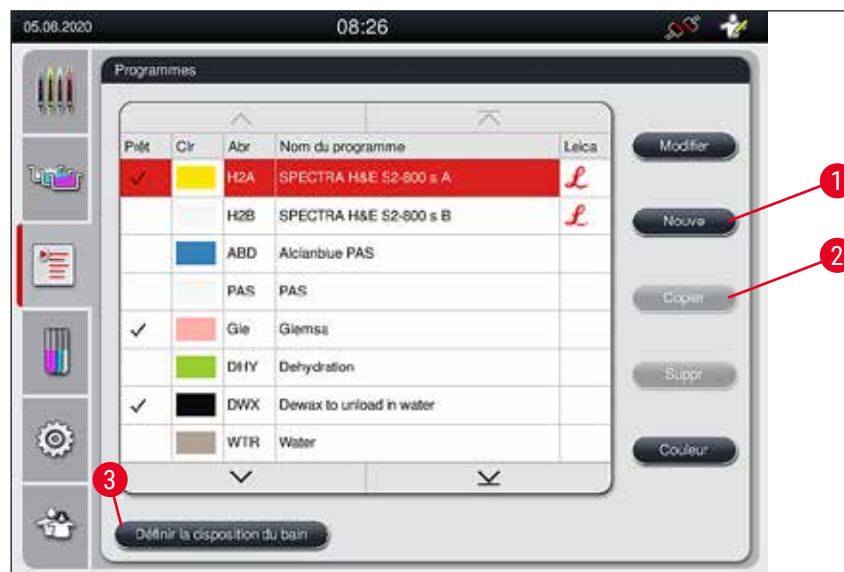 05.08.2020 08:26
Programmes
Prêt Clr Abr Nom du programme Leica
H2A SPECTRA H&E S2-800 s A
H2B SPECTRA H&E S2-800 s B
ABD Alcianblue PAS
PAS PAS
Gie Giemsa
DHY Dehydration
DWX Dewax to unload in water
WTR Water
Modifier
Nouve
1
Copier
2
Suppr
Couleur
3
Définir la disposition du bain